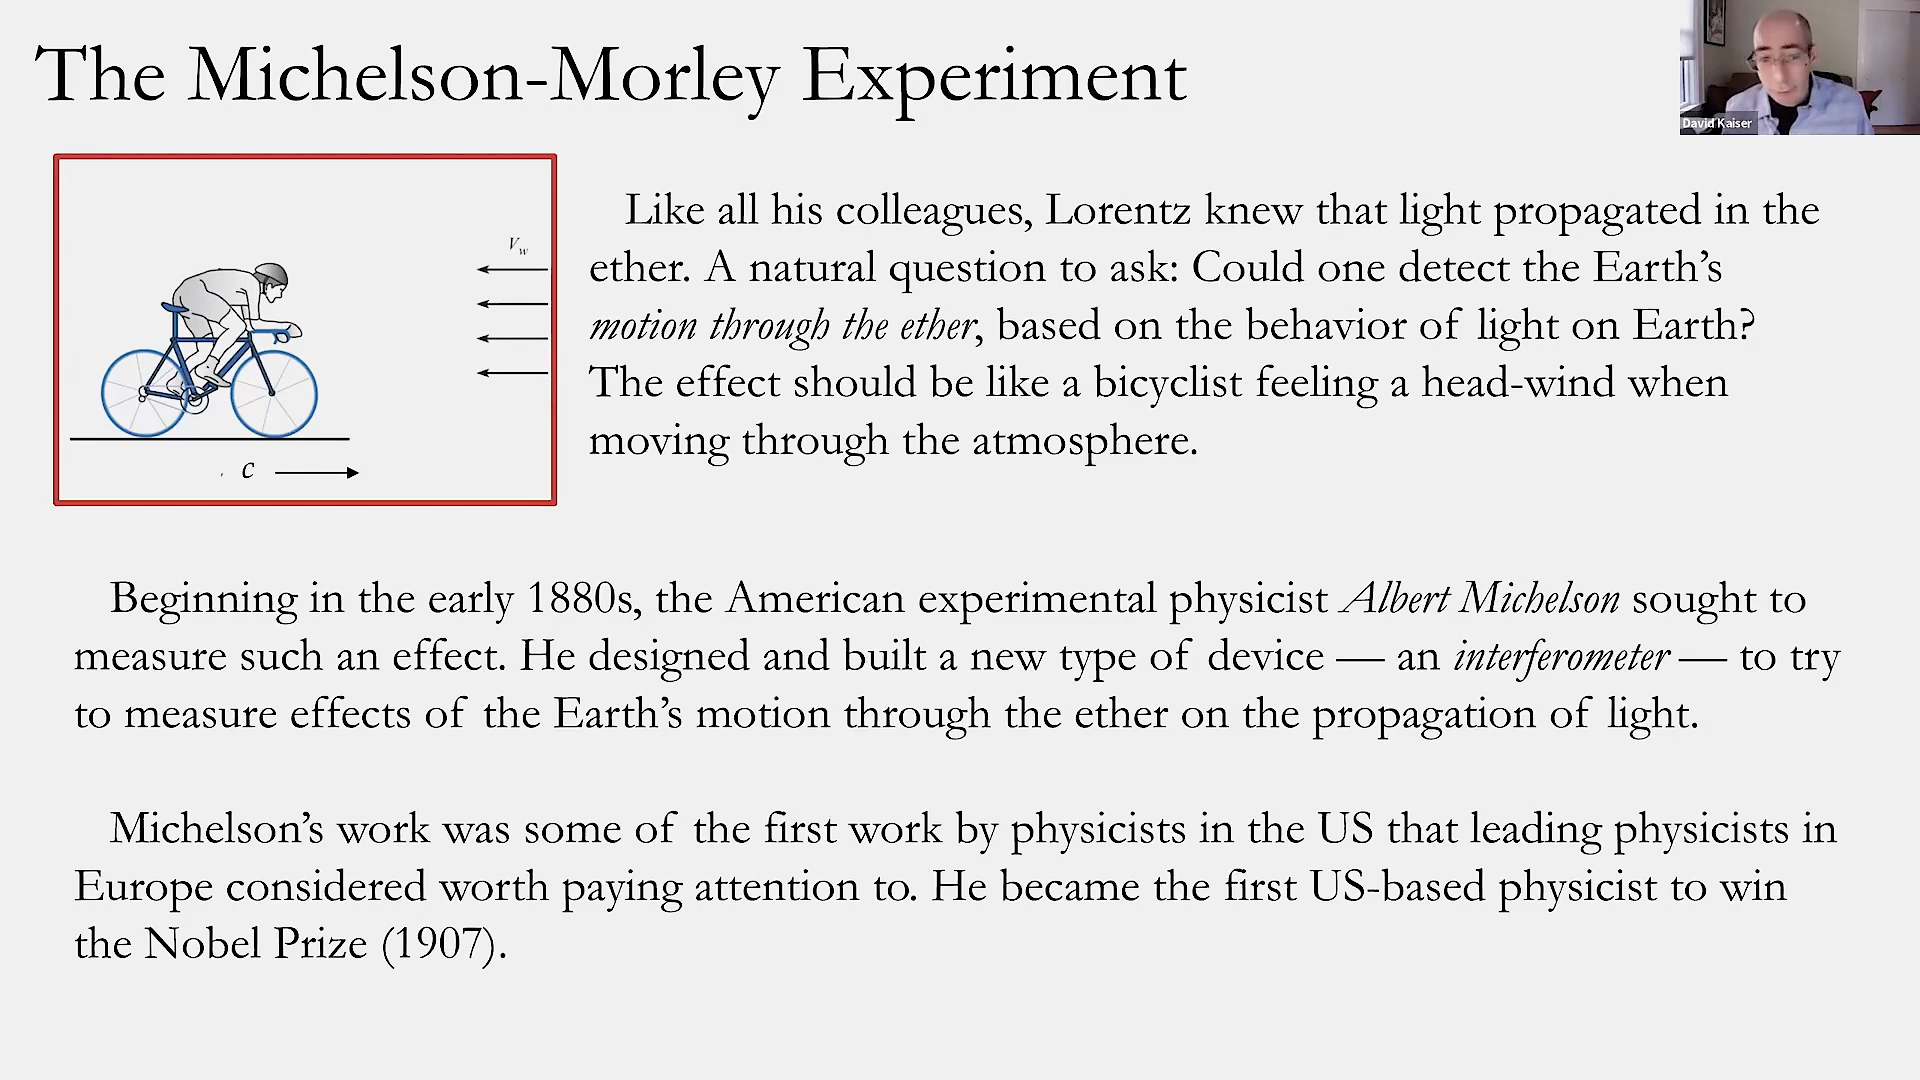 The Michelson-Morley Experiment
David Kaiser
Like all his colleagues, Lorentz knew that light propagated in the
ether. A natural question to ask: Could one detect the Earth’s
motion through the ether, based on the behavior of light on Earth?
The effect should be like a bicyclist feeling a head-wind when
moving through the atmosphere.
Vw
c
Beginning in the early 1880s, the American experimental physicist Albert Michelson sought to
measure such an effect. He designed and built a new type of device — an interferometer — to try
to measure effects of the Earth’s motion through the ether on the propagation of light.
Michelson’s work was some of the first work by physicists in the US that leading physicists in
Europe considered worth paying attention to. He became the first US-based physicist to win
the Nobel Prize (1907).